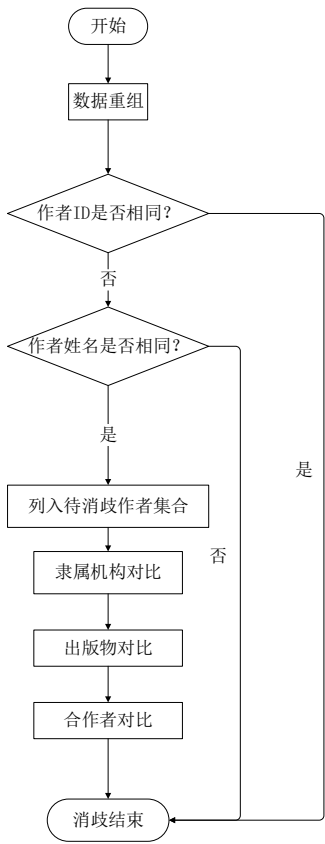 开始
数据重组
作者ID是否相同?
否
作者姓名是否相同?
是
是
列入待消歧作者集合
否
隶属机构对比
出版物对比
合作者对比
消歧结束